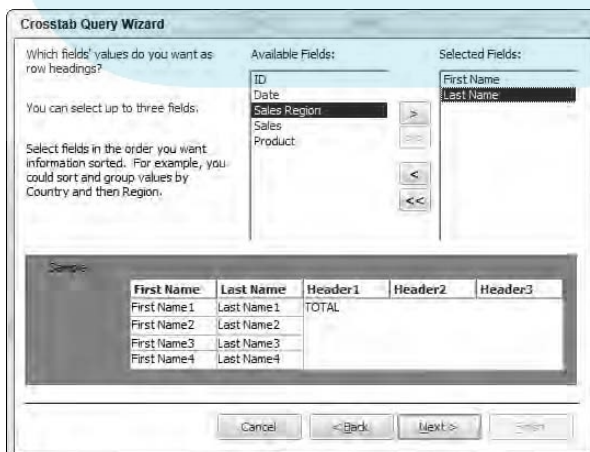 Crosstab Query Wizard
Which fields' values do you want as
row headings?
You can select up to three fields.
Select fields in the order you want
information sorted. For example, you
could sort and group values by
Country and then Region.
Available Fields:
ID
Date
Sales Region
Sales
Product
>
>>
<
<<
Selected Fields:
First Name
Last Name
Sample
First Name Last Name Header1 Header2 Header3
First Name1 Last Name1 TOTAL
First Name2 Last Name2
First Name3 Last Name3
First Name4 Last Name4
Cancel
< Back
Next >